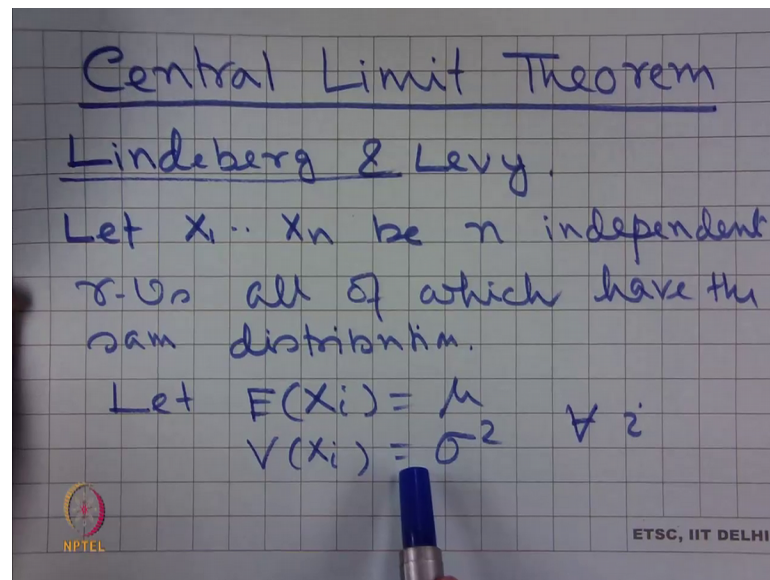 Central Limit Theorem
Lindeberg & Levy.
Let X₁ .. Xn be n independent
r.vs all of which have the
sam distribution.
Let E(Xi) = μ
V(Xi) = σ² ∀ i
NPTEL
ETSC, IIT DELHI